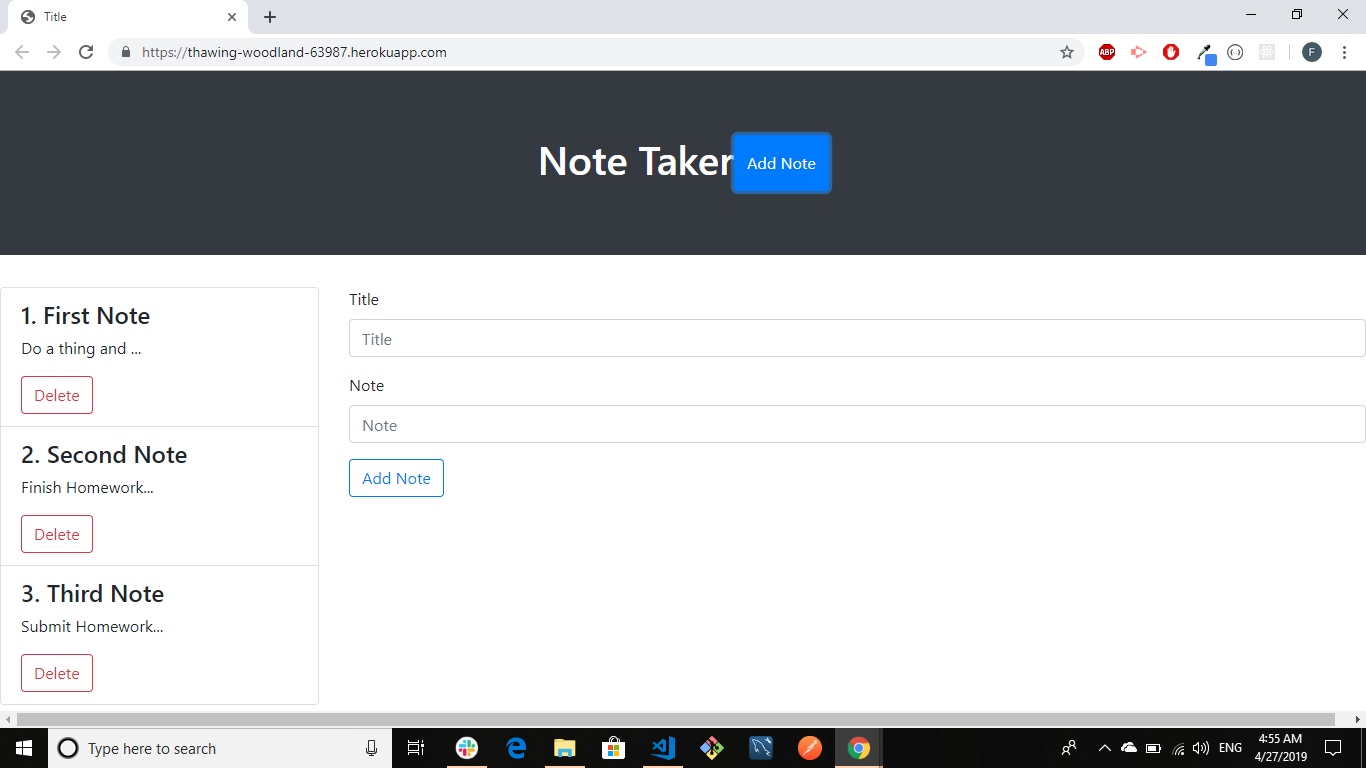 Title
https://thawing-woodland-63987.herokuapp.com
ABP
F
Note Taker
Add Note
1. First Note
Do a thing and ...
Delete
2. Second Note
Finish Homework...
Delete
3. Third Note
Submit Homework...
Delete
Title
Title
Note
Note
Add Note
Type here to search
ENG
4:55 AM
4/27/2019